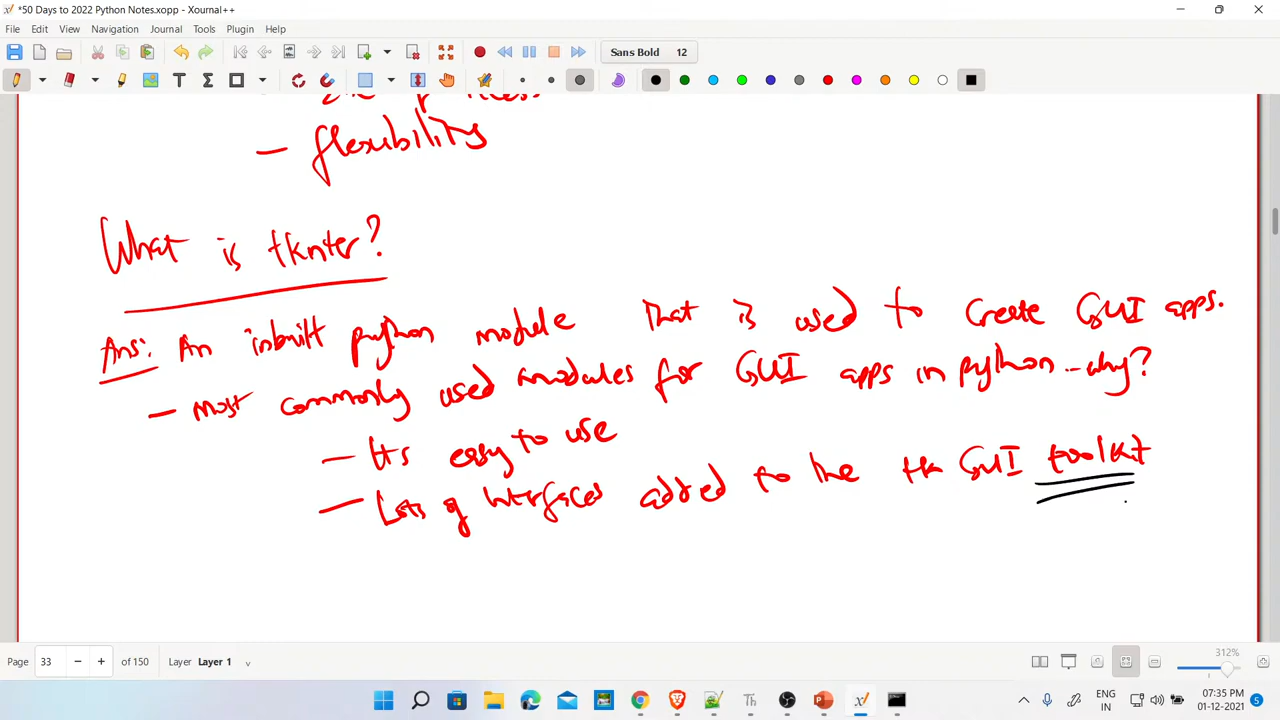 *50 Days to 2022 Python Notes.xopp - Xournal++
File Edit View Navigation Journal Tools Plugin Help
Sans Bold 12
- flexibility
What is tknter?
Ans: An inbuilt python module that is used to create GUI apps.
- most commonly used modules for GUI apps in python...why?
- Its easy to use
- Lots of Interfaces added to the tk GUI toolkit
Page 33 - + of 150 Layer Layer 1
312%
ENG
IN
07:35 PM
01-12-2021
5